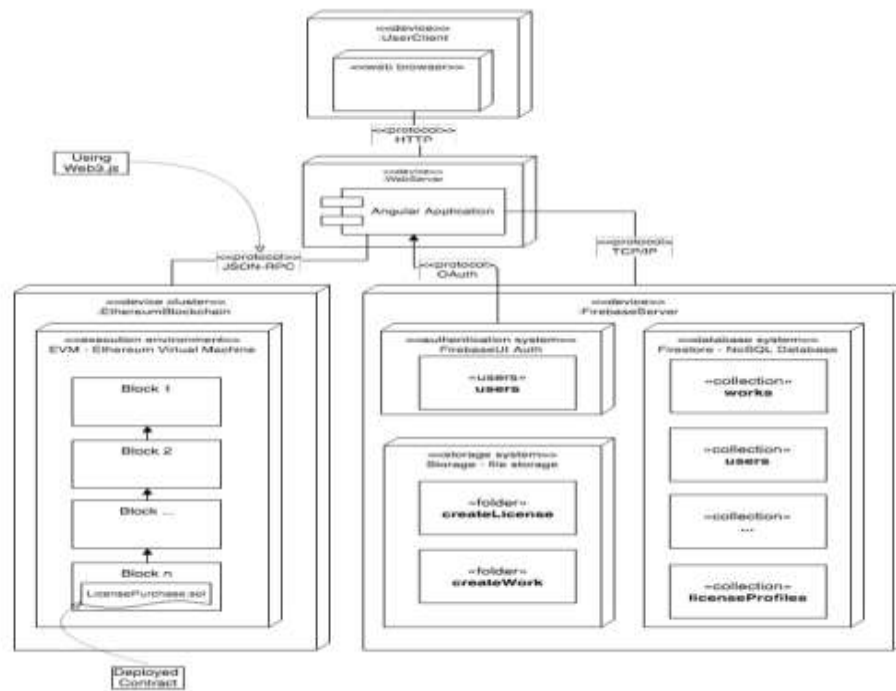 «‹device›»
:UserClient
«‹web browser›»
«‹protocol›»
HTTP
Using
Web3.js
«‹device›»
:WebServer
Angular Application
«‹protocol›»
JSON-RPC
«‹protocol›»
OAuth
«‹protocol›»
TCP/IP
«‹device cluster›»
:EthereumBlockchain
«‹execution environment›»
EVM - Ethereum Virtual Machine
Block 1
Block 2
Block ...
Block n
LicensePurchase.sol
Deployed
Contract
«‹device›»
:FirebaseServer
«‹authentication system›»
FirebaseUI Auth
«users»
users
«‹storage system›»
Storage - file storage
«folder»
createLicense
«folder»
createWork
«‹database system›»
Firestore - NoSQL Database
«collection»
works
«collection»
users
«collection»
...
«collection»
licenseProfiles